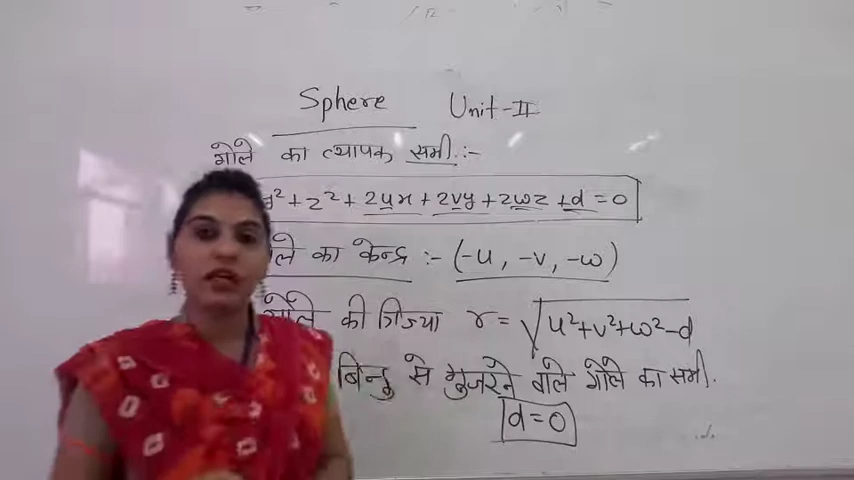 Sphere Unit-II
गोले का व्यापक समी. :-
y² + z² + 2ux + 2vy + 2wz + d = 0
ले का केन्द्र :- (-u, -v, -w)
गोले की त्रिज्या r = √u²+v²+w²-d
बिन्दु से गुजरने वाले गोले का समी.
d = 0